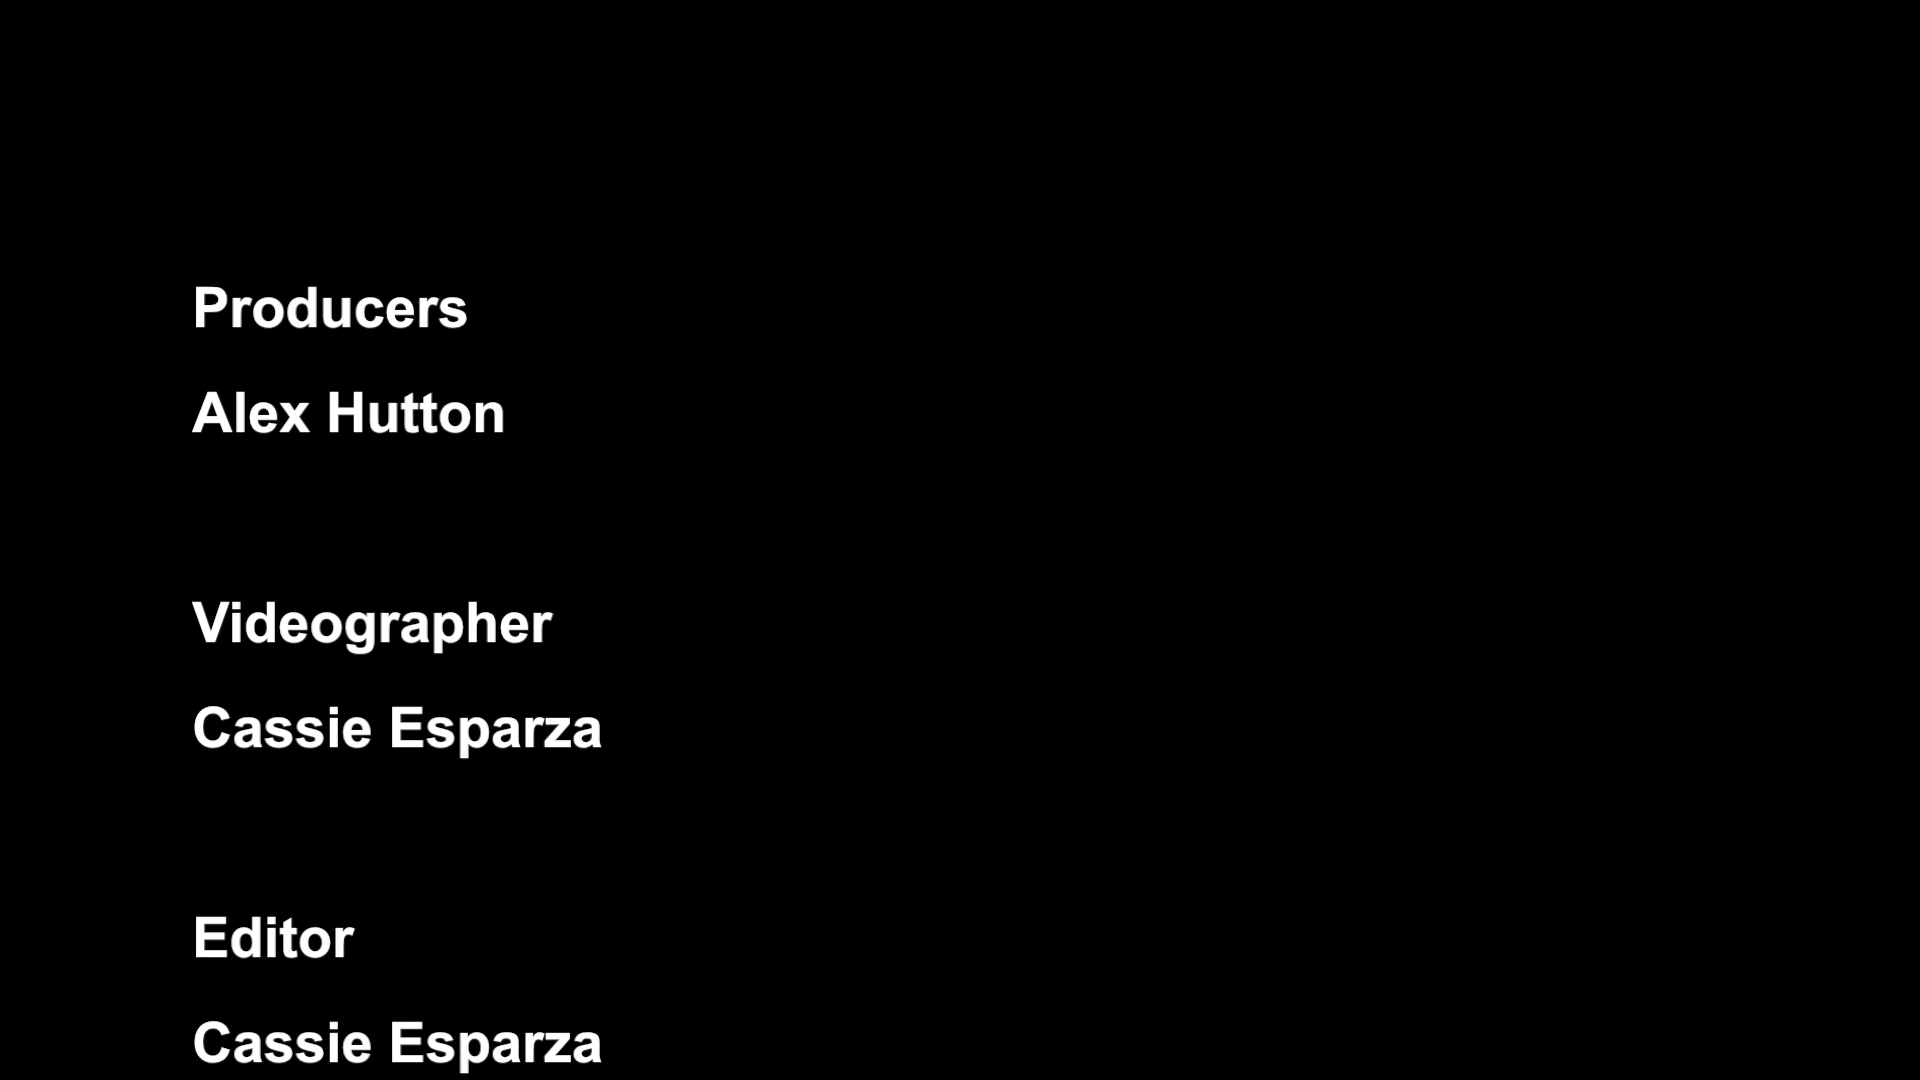 Producers
Alex Hutton
Videographer
Cassie Esparza
Editor
Cassie Esparza